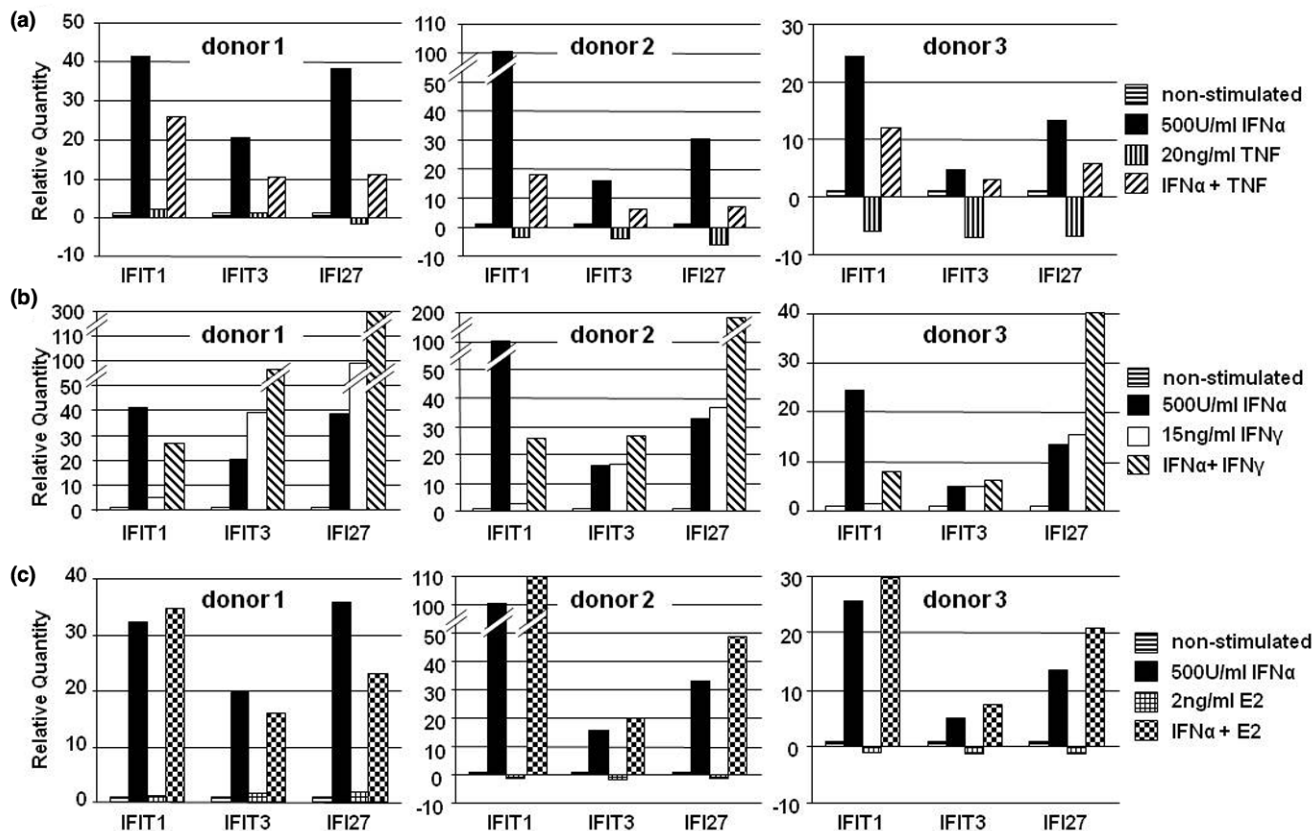 (a)
Relative Quantity
50
40
30
20
10
0
-10
donor 1
IFIT1 IFIT3 IFI27
110
100
50
40
30
20
10
0
-10
donor 2
IFIT1 IFIT3 IFI27
30
20
10
0
-10
donor 3
IFIT1 IFIT3 IFI27
non-stimulated
500U/ml IFNα
20ng/ml TNF
IFNα + TNF
(b)
Relative Quantity
300
110
100
50
40
30
20
10
0
donor 1
IFIT1 IFIT3 IFI27
200
100
50
40
30
20
10
0
donor 2
IFIT1 IFIT3 IFI27
40
30
20
10
0
donor 3
IFIT1 IFIT3 IFI27
non-stimulated
500U/ml IFNα
15ng/ml IFNγ
IFNα+ IFNγ
(c)
Relative Quantity
40
30
20
10
0
donor 1
IFIT1 IFIT3 IFI27
110
100
50
40
30
20
10
0
-10
donor 2
IFIT1 IFIT3 IFI27
30
20
10
0
-10
donor 3
IFIT1 IFIT3 IFI27
non-stimulated
500U/ml IFNα
2ng/ml E2
IFNα + E2